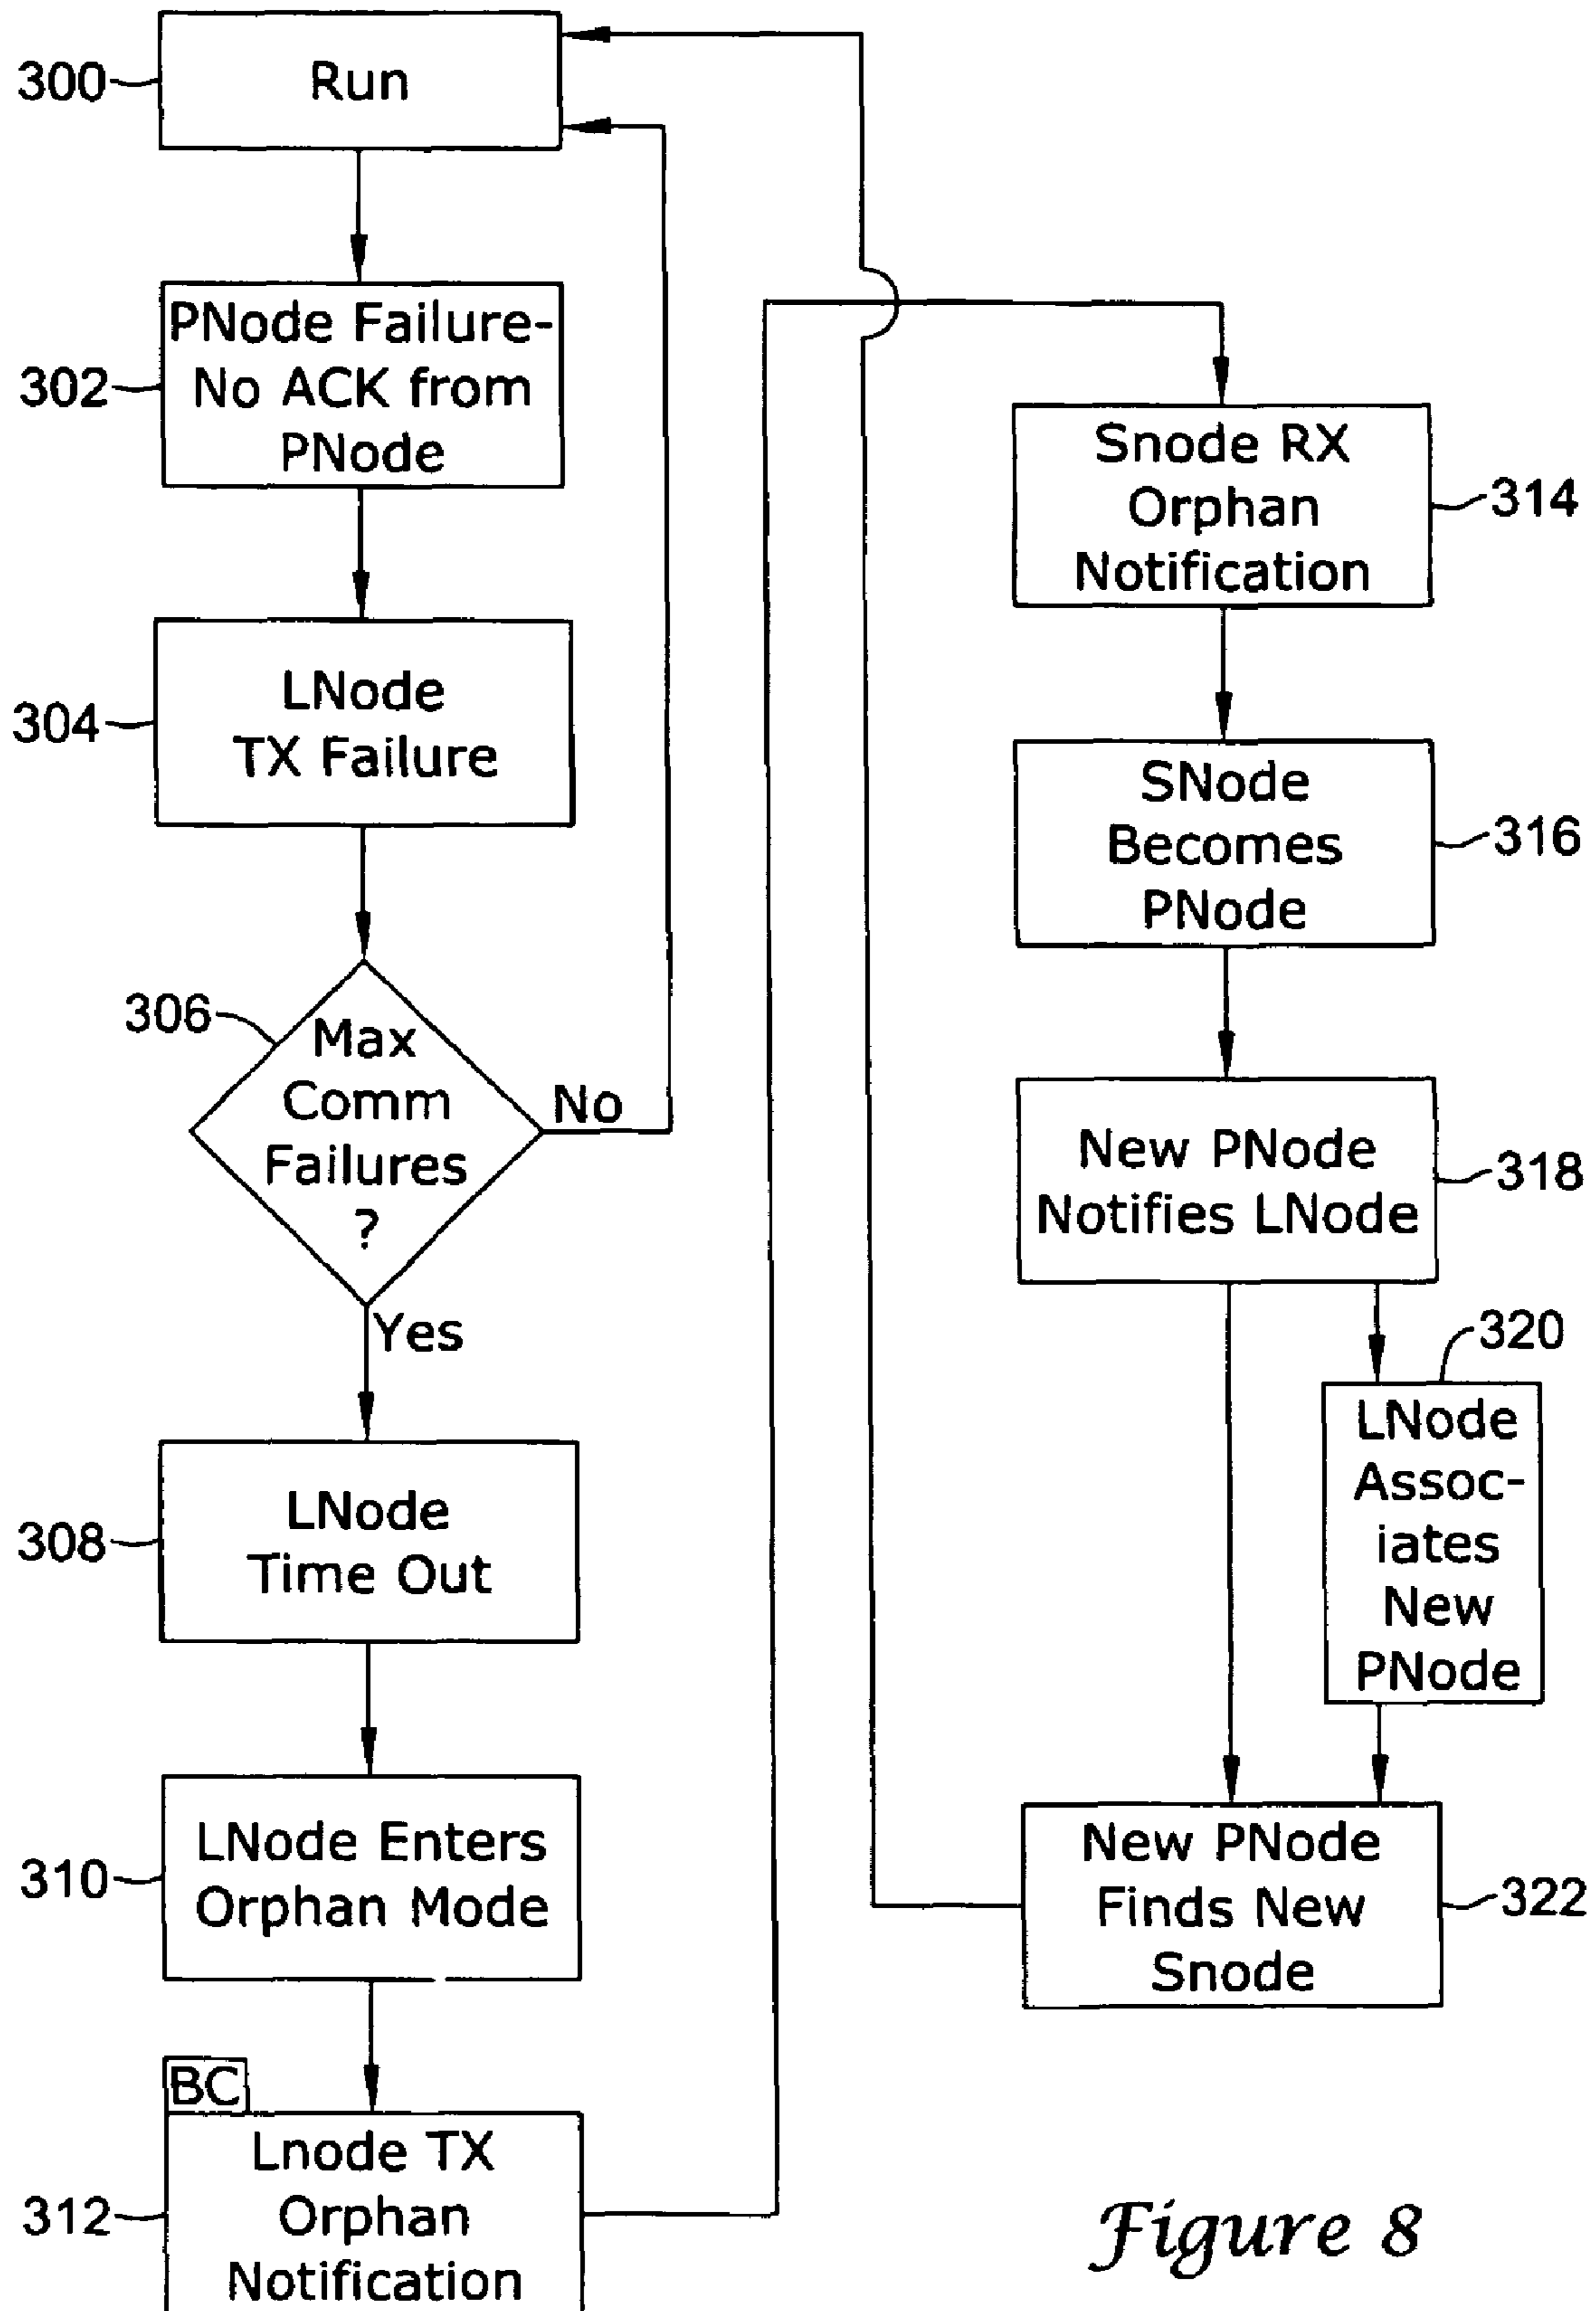 300
Run
302
PNode Failure-
No ACK from
PNode
304
LNode
TX Failure
306
Max
Comm
Failures
?
No
Yes
308
LNode
Time Out
310
LNode Enters
Orphan Mode
BC
312
Lnode TX
Orphan
Notification
Snode RX
Orphan
Notification
314
SNode
Becomes
PNode
316
New PNode
Notifies LNode
318
320
LNode
Assoc-
iates
New
PNode
New PNode
Finds New
Snode
322
Figure 8